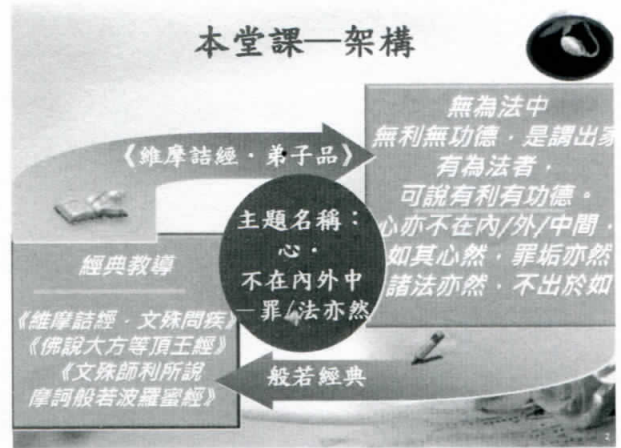 本堂課—架構
《維摩詰經‧弟子品》
無為法中
無利無功德‧是謂出家
有為法者‧
可說有利有功德。
心亦不在內/外/中間‧
如其心然‧罪垢亦然
諸法亦然‧不出於如
主題名稱：
心‧
不在內外中
—罪/法亦然
經典教導
《維摩詰經‧文殊問疾》
《佛說大方等頂王經》
《文殊師利所說
摩訶般若波羅蜜經》
般若經典
2